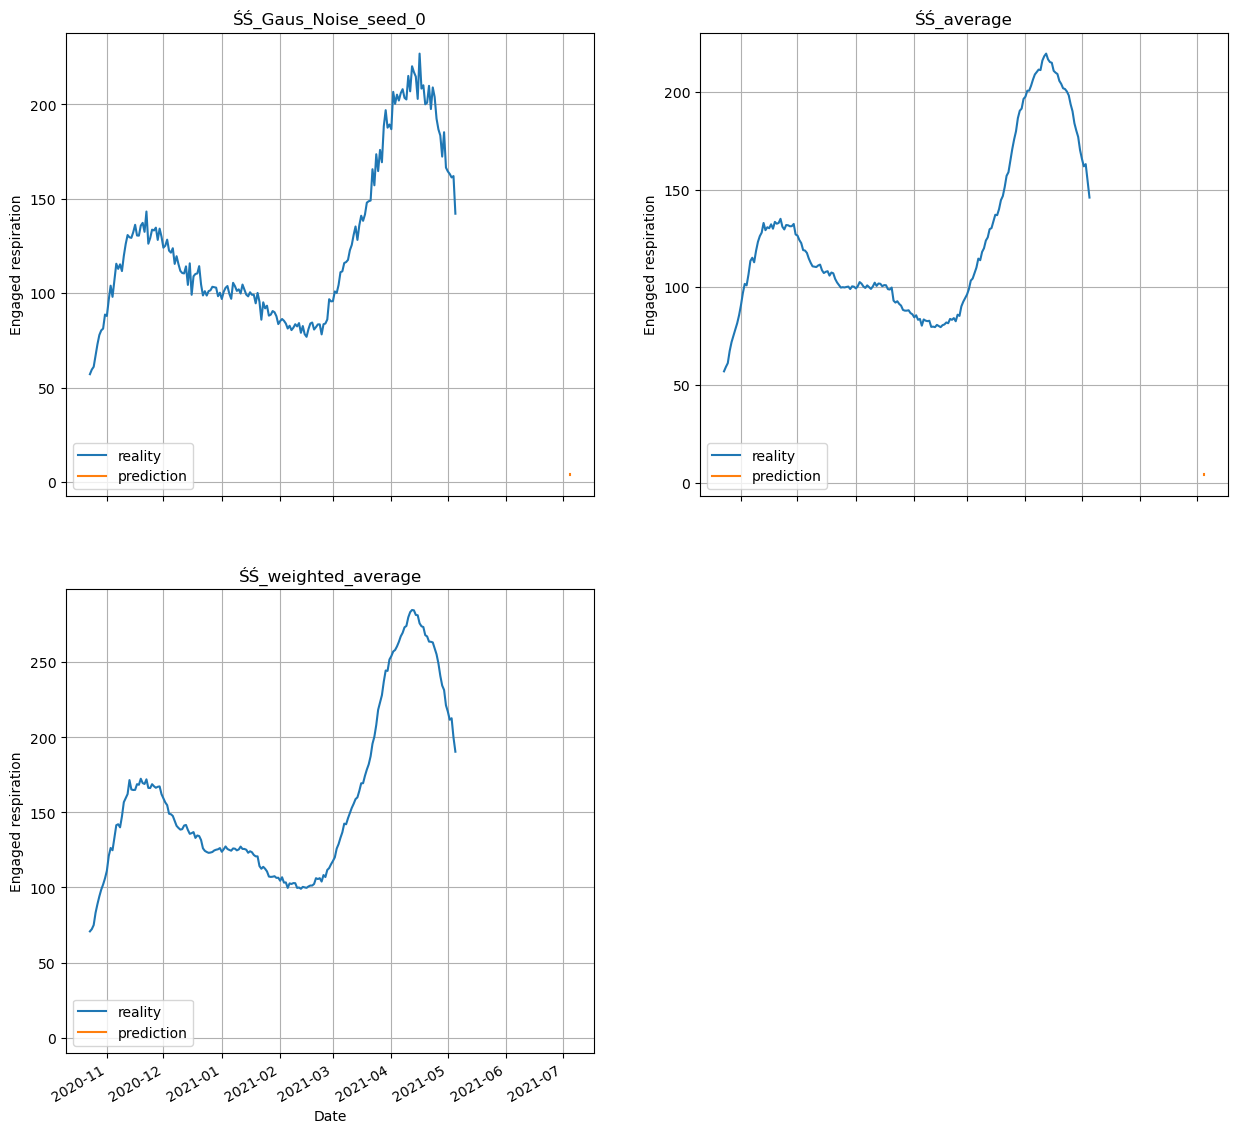 ŚŚ_Gaus_Noise_seed_0
Engaged respiration
200
150
100
50
0
reality
prediction
ŚŚ_average
Engaged respiration
200
150
100
50
0
reality
prediction
ŚŚ_weighted_average
Engaged respiration
250
200
150
100
50
0
reality
prediction
2020-11 2020-12 2021-01 2021-02 2021-03 2021-04 2021-05 2021-06 2021-07
Date